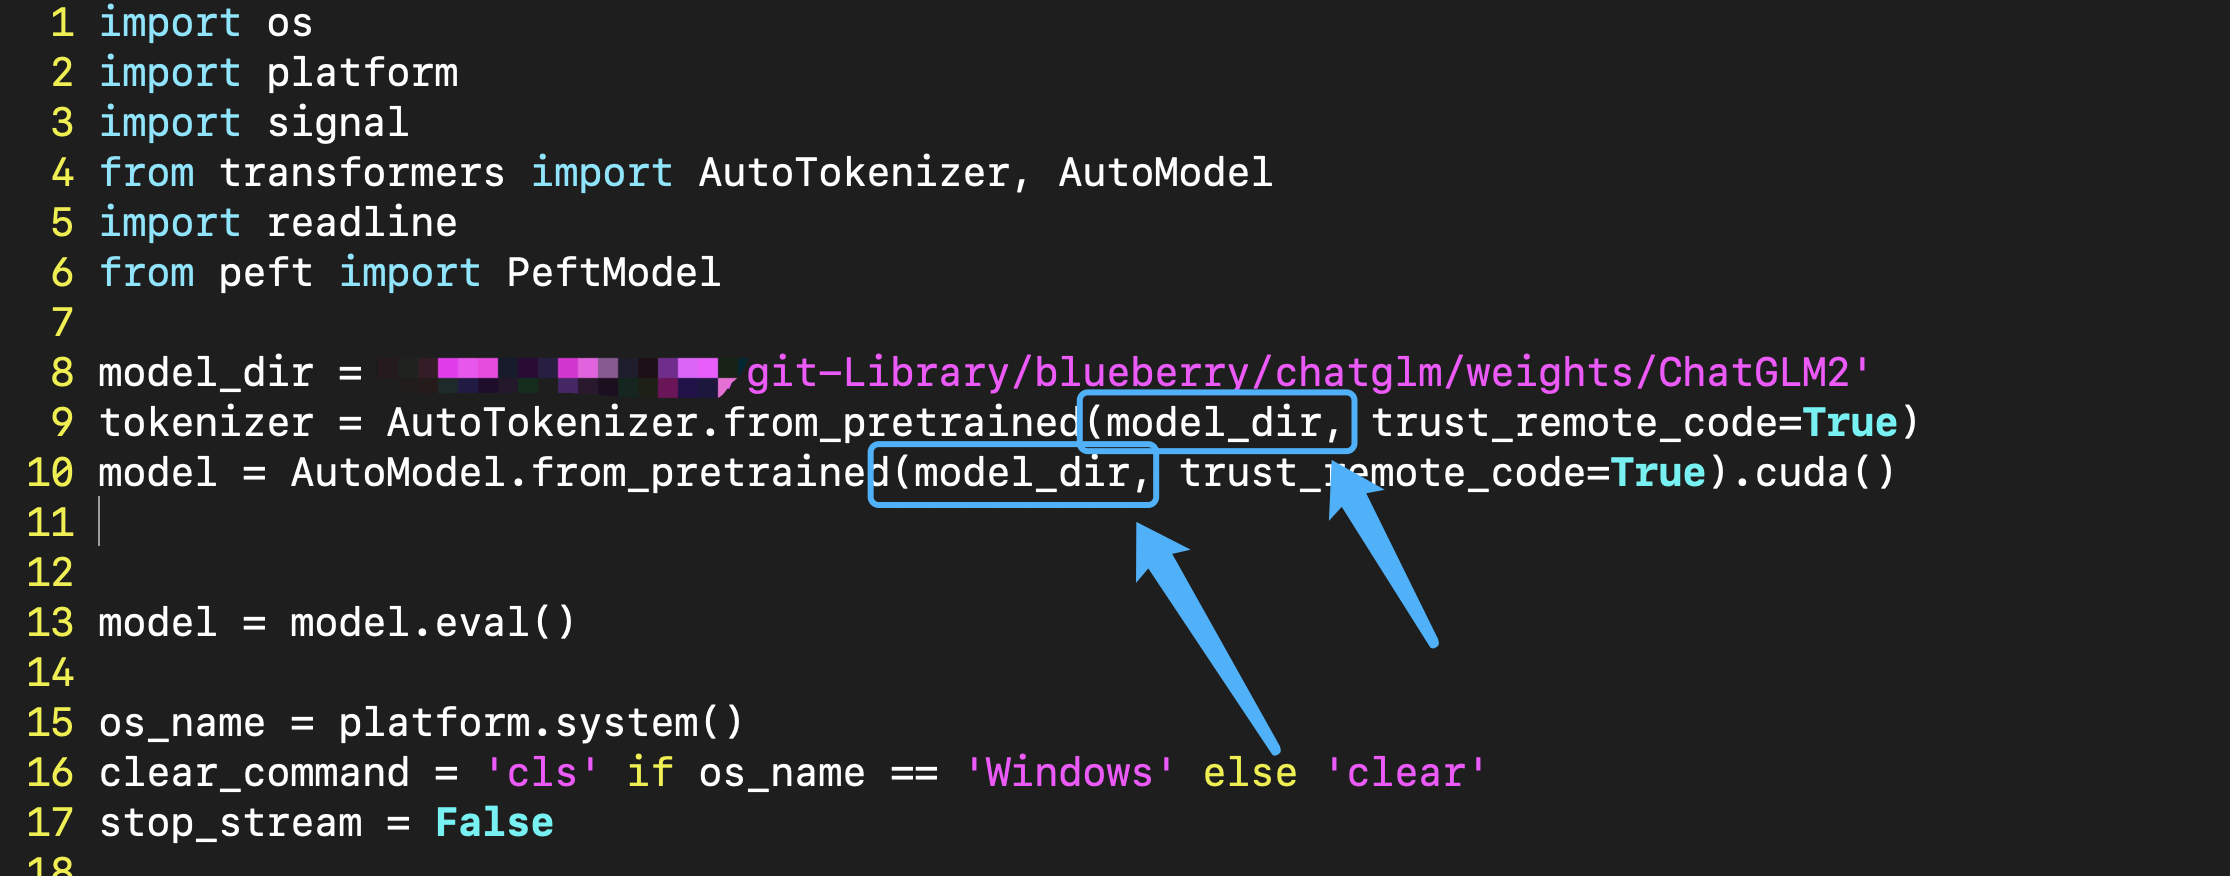 1 import os
2 import platform
3 import signal
4 from transformers import AutoTokenizer, AutoModel
5 import readline
6 from peft import PeftModel
7
8 model_dir = git-Library/blueberry/chatglm/weights/ChatGLM2'
9 tokenizer = AutoTokenizer.from_pretrained(model_dir, trust_remote_code=True)
10 model = AutoModel.from_pretrained(model_dir, trust_remote_code=True).cuda()
11
12
13 model = model.eval()
14
15 os_name = platform.system()
16 clear_command = 'cls' if os_name == 'Windows' else 'clear'
17 stop_stream = False
18